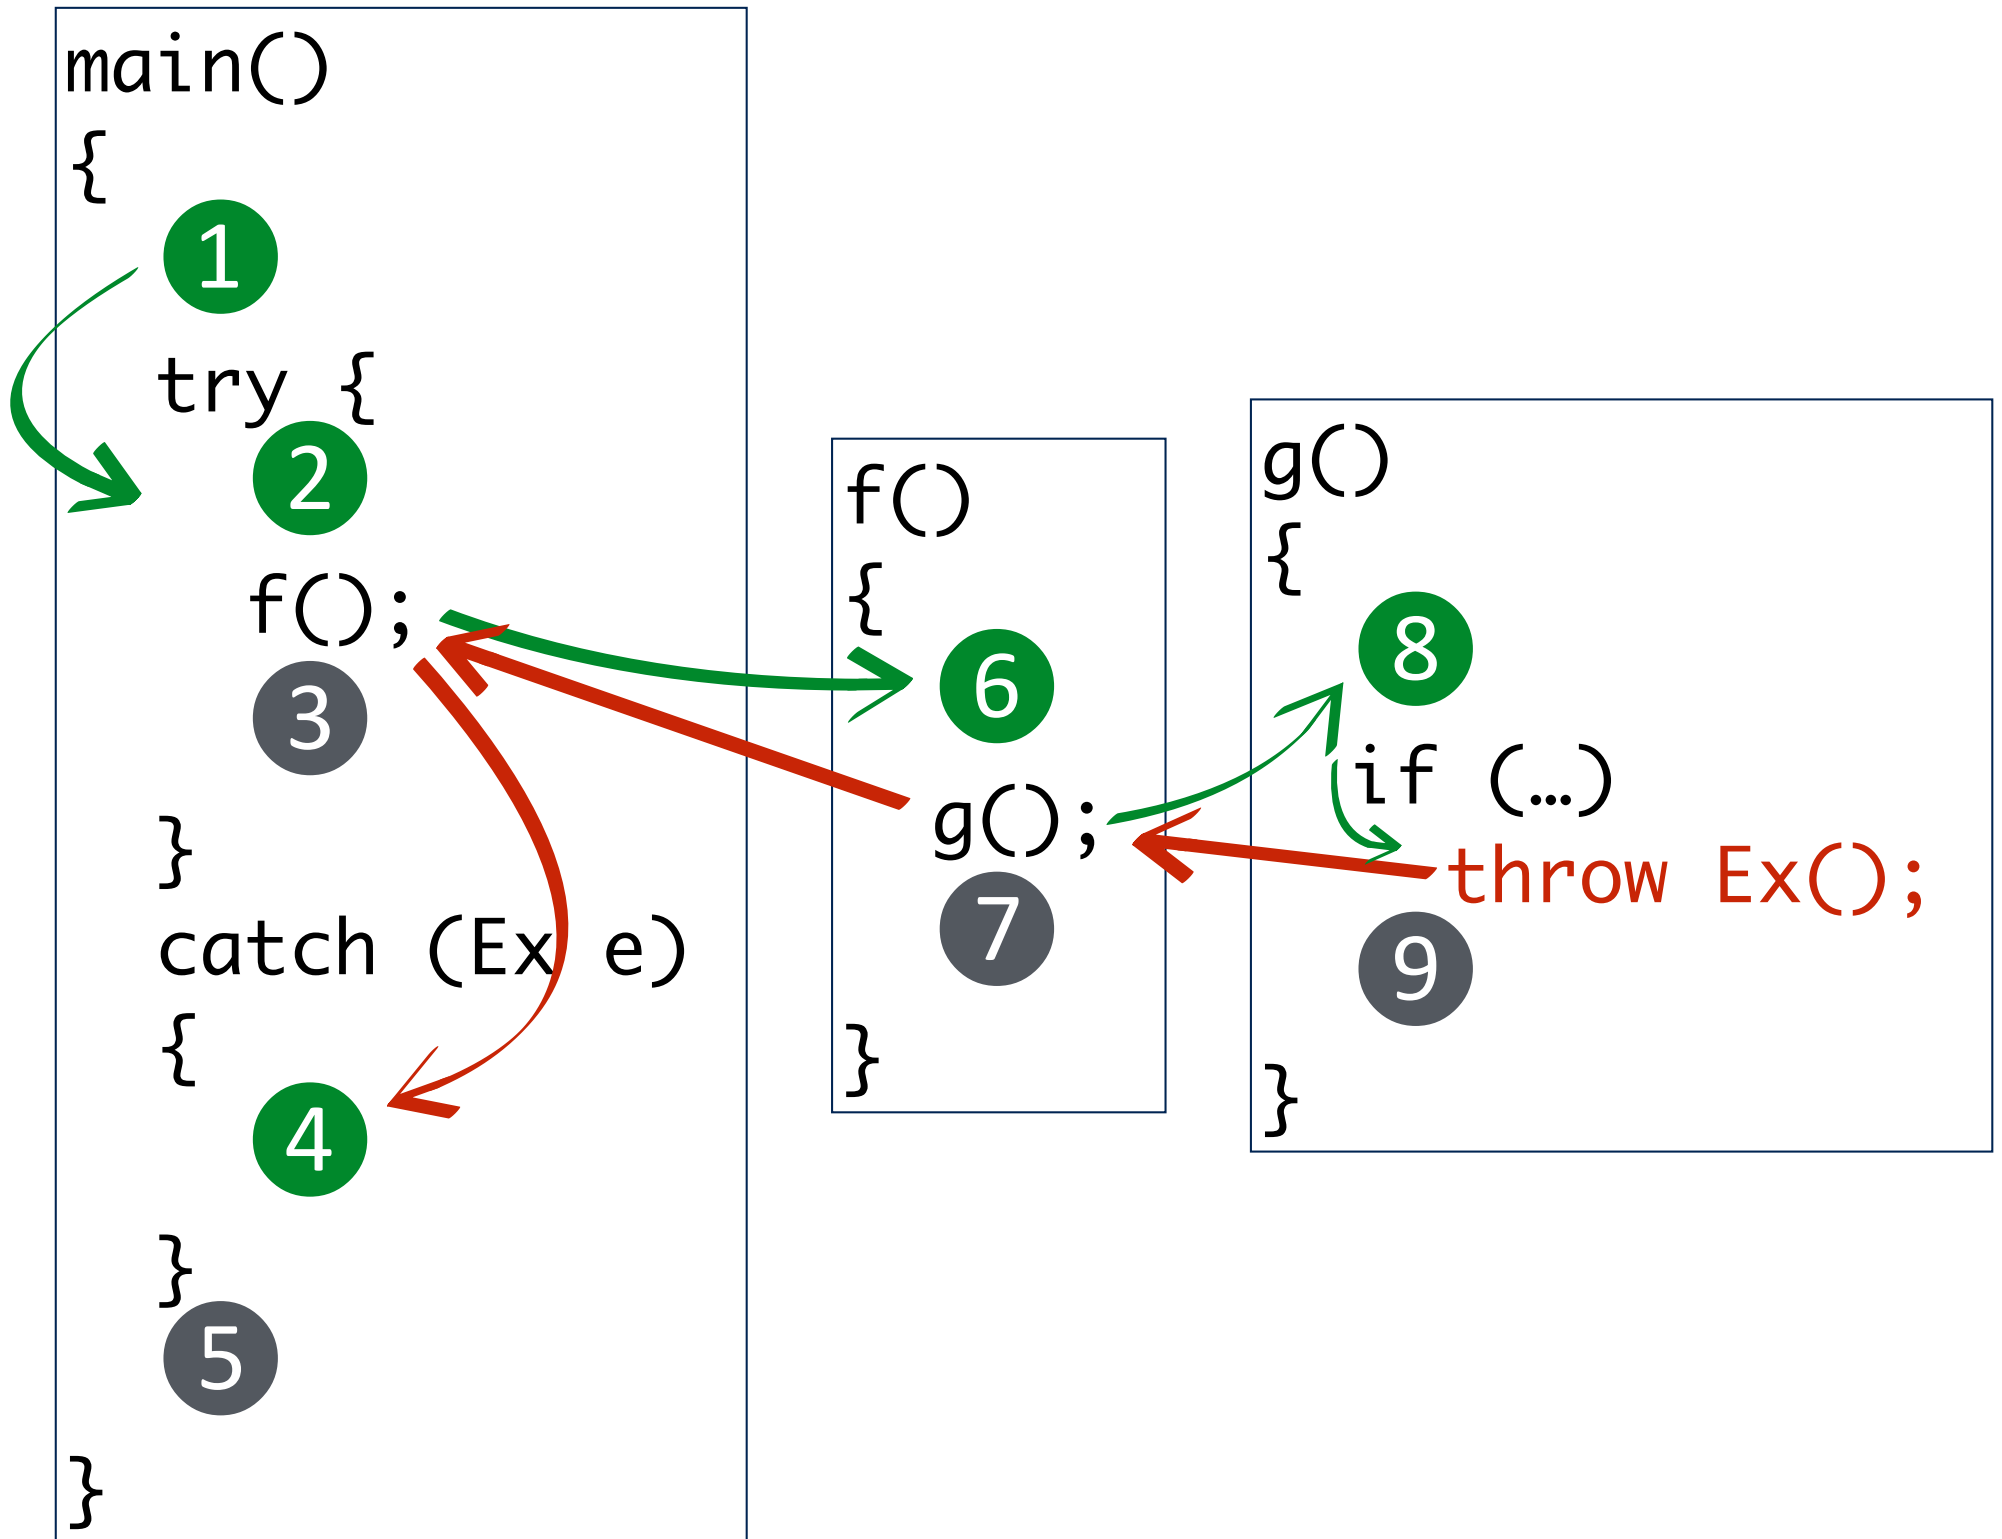 main()
{
1
try {
2
f();
3
}
catch (Ex e)
{
4
}
5
}
f()
{
6
g();
7
}
g()
{
8
if (…)
throw Ex();
9
}